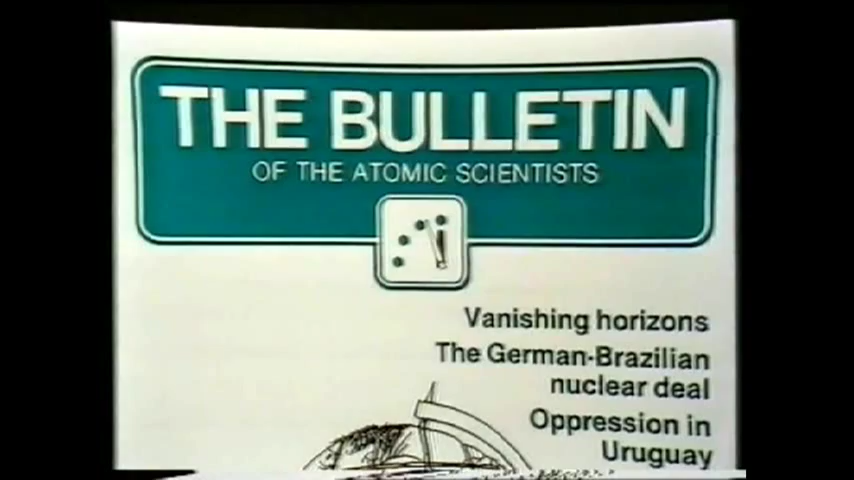 THE BULLETIN
OF THE ATOMIC SCIENTISTS
Vanishing horizons
The German-Brazilian
nuclear deal
Oppression in
Uruguay